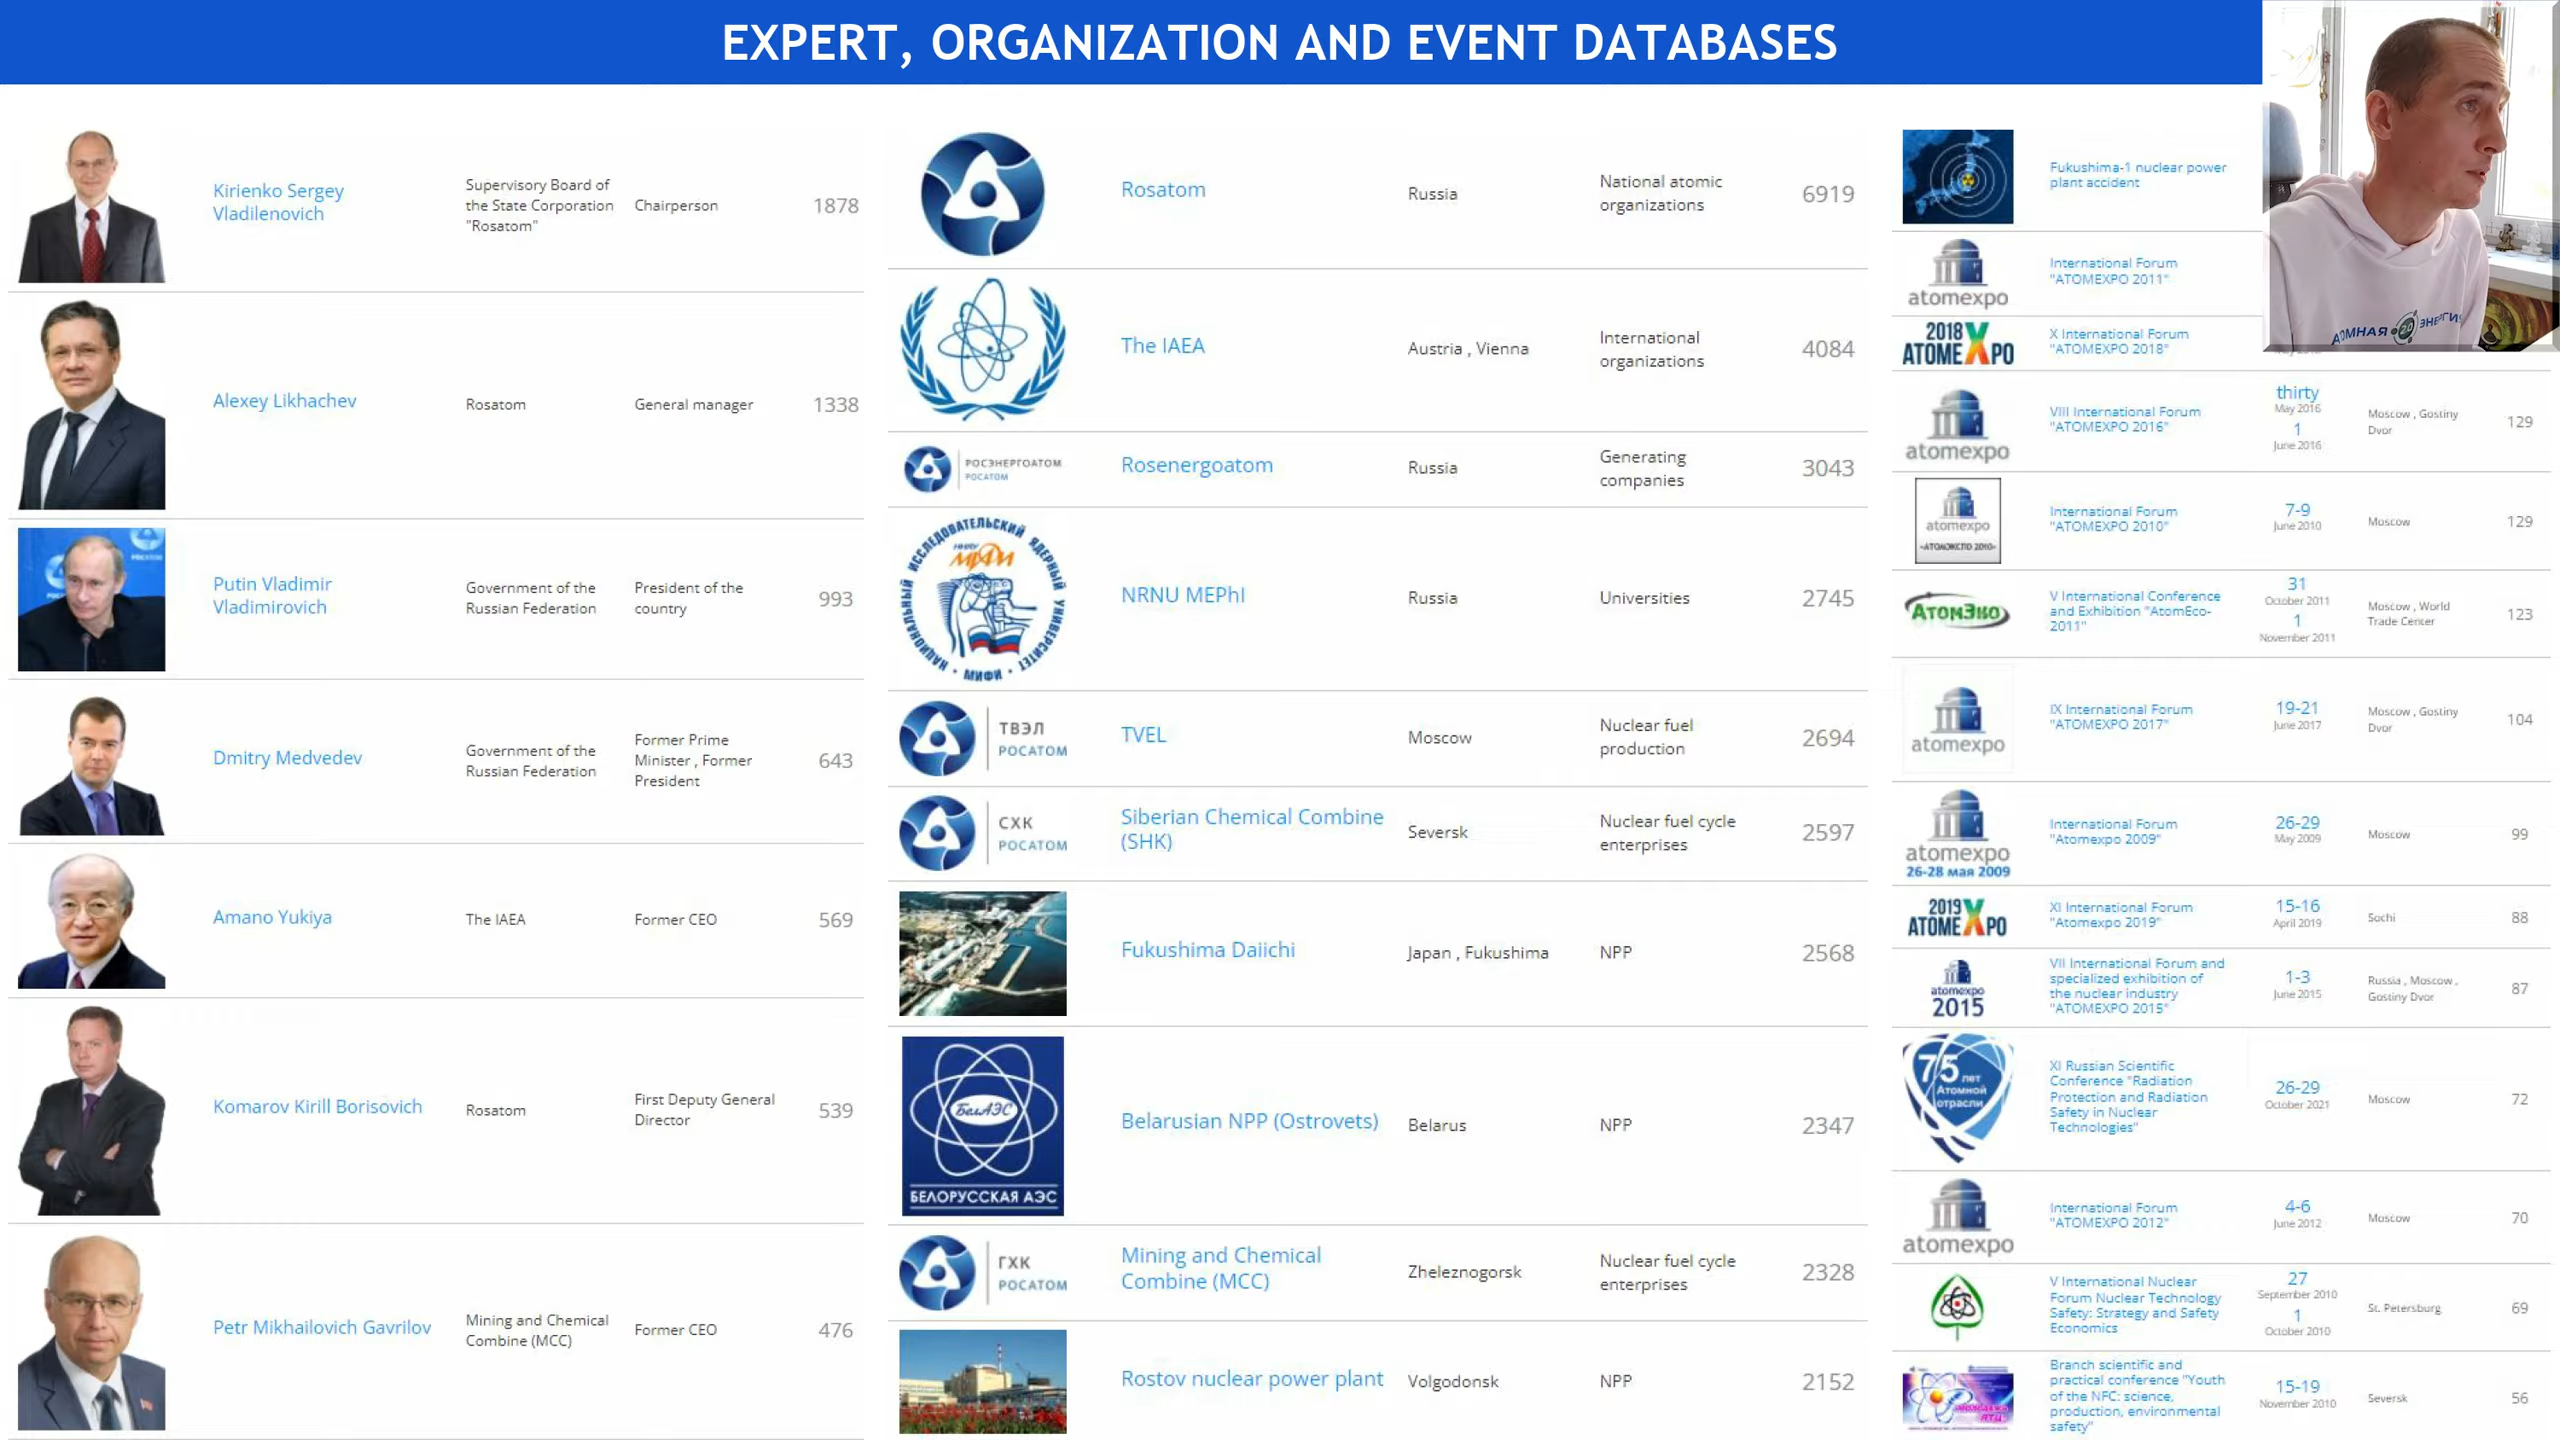 EXPERT, ORGANIZATION AND EVENT DATABASES
Kirienko Sergey
Vladilenovich
Supervisory Board of
the State Corporation
"Rosatom"
Chairperson
1878
Alexey Likhachev
Rosatom
General manager
1338
Putin Vladimir
Vladimirovich
Government of the
Russian Federation
President of the
country
993
Dmitry Medvedev
Government of the
Russian Federation
Former Prime
Minister , Former
President
643
Amano Yukiya
The IAEA
Former CEO
569
Komarov Kirill Borisovich
Rosatom
First Deputy General
Director
539
Petr Mikhailovich Gavrilov
Mining and Chemical
Combine (MCC)
Former CEO
476
Rosatom
Russia
National atomic
organizations
6919
The IAEA
Austria , Vienna
International
organizations
4084
РОСЭНЕРГОАТОМ
РОСАТОМ
Rosenergoatom
Russia
Generating
companies
3043
НАЦИОНАЛЬНЫЙ ИССЛЕДОВАТЕЛЬСКИЙ ЯДЕРНЫЙ УНИВЕРСИТЕТ
МИФИ
NRNU MEPhI
Russia
Universities
2745
ТВЭЛ
РОСАТОМ
TVEL
Moscow
Nuclear fuel
production
2694
СХК
РОСАТОМ
Siberian Chemical Combine
(SHK)
Seversk
Nuclear fuel cycle
enterprises
2597
Fukushima Daiichi
Japan , Fukushima
NPP
2568
БелАЭС
БЕЛОРУССКАЯ АЭС
Belarusian NPP (Ostrovets)
Belarus
NPP
2347
ГХК
РОСАТОМ
Mining and Chemical
Combine (MCC)
Zheleznogorsk
Nuclear fuel cycle
enterprises
2328
Rostov nuclear power plant
Volgodonsk
NPP
2152
Fukushima-1 nuclear power
plant accident
atomexpo
International Forum
"ATOMEXPO 2011"
2018
ATOMEXPO
X International Forum
"ATOMEXPO 2018"
АТОМНАЯ 2.0 ЭНЕРГИЯ
atomexpo
VIII International Forum
"ATOMEXPO 2016"
thirty
May 2016
1
June 2016
Moscow , Gostiny
Dvor
129
atomexpo
«АТОМЭКСПО 2010»
International Forum
"ATOMEXPO 2010"
7-9
June 2010
Moscow
129
АтомЭко
V International Conference
and Exhibition "AtomEco-
2011"
31
October 2011
1
November 2011
Moscow , World
Trade Center
123
atomexpo
IX International Forum
"ATOMEXPO 2017"
19-21
June 2017
Moscow , Gostiny
Dvor
104
atomexpo
26-28 мая 2009
International Forum
"Atomexpo 2009"
26-29
May 2009
Moscow
99
2019
ATOMEXPO
XI International Forum
"Atomexpo 2019"
15-16
April 2019
Sochi
88
atomexpo
2015
VII International Forum and
specialized exhibition of
the nuclear industry
"ATOMEXPO 2015"
1-3
June 2015
Russia , Moscow ,
Gostiny Dvor
87
75 лет
Атомной
отрасли
XI Russian Scientific
Conference "Radiation
Protection and Radiation
Safety in Nuclear
Technologies"
26-29
October 2021
Moscow
72
atomexpo
International Forum
"ATOMEXPO 2012"
4-6
June 2012
Moscow
70
V International Nuclear
Forum Nuclear Technology
Safety: Strategy and Safety
Economics
27
September 2010
1
October 2010
St. Petersburg
69
Branch scientific and
practical conference "Youth
of the NFC: science,
production, environmental
safety"
15-19
November 2010
Seversk
56